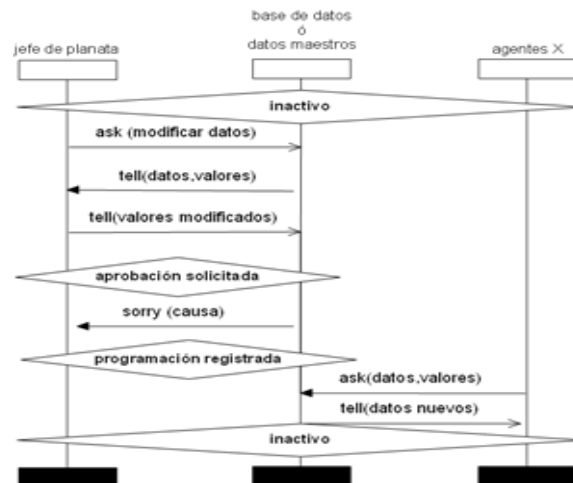 base de datos
ó
jefe de planata datos maestros agentes X
inactivo
ask (modificar datos)
tell(datos,valores)
tell(valores modificados)
aprobación solicitada
sorry (causa)
programación registrada
ask(datos,valores)
tell(datos nuevos)
inactivo